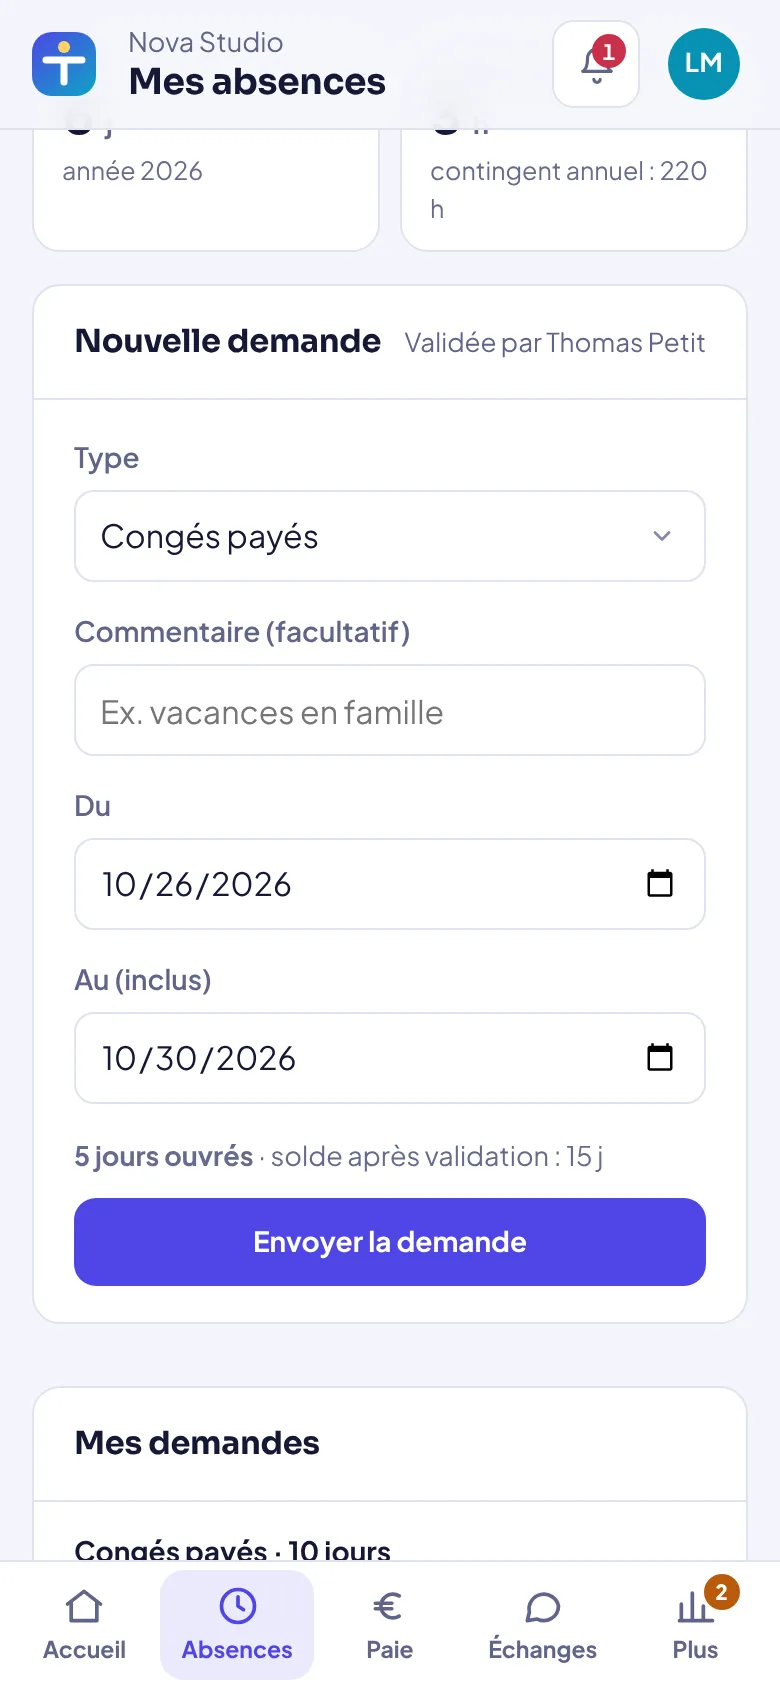 Nova Studio
Mes absences
1
LM
année 2026
contingent annuel : 220
h
Nouvelle demande
Validée par Thomas Petit
Type
Congés payés
Commentaire (facultatif)
Ex. vacances en famille
Du
10/26/2026
Au (inclus)
10/30/2026
5 jours ouvrés · solde après validation : 15 j
Envoyer la demande
Mes demandes
Congés payés · 10 jours
Accueil
Absences
Paie
Échanges
2
Plus